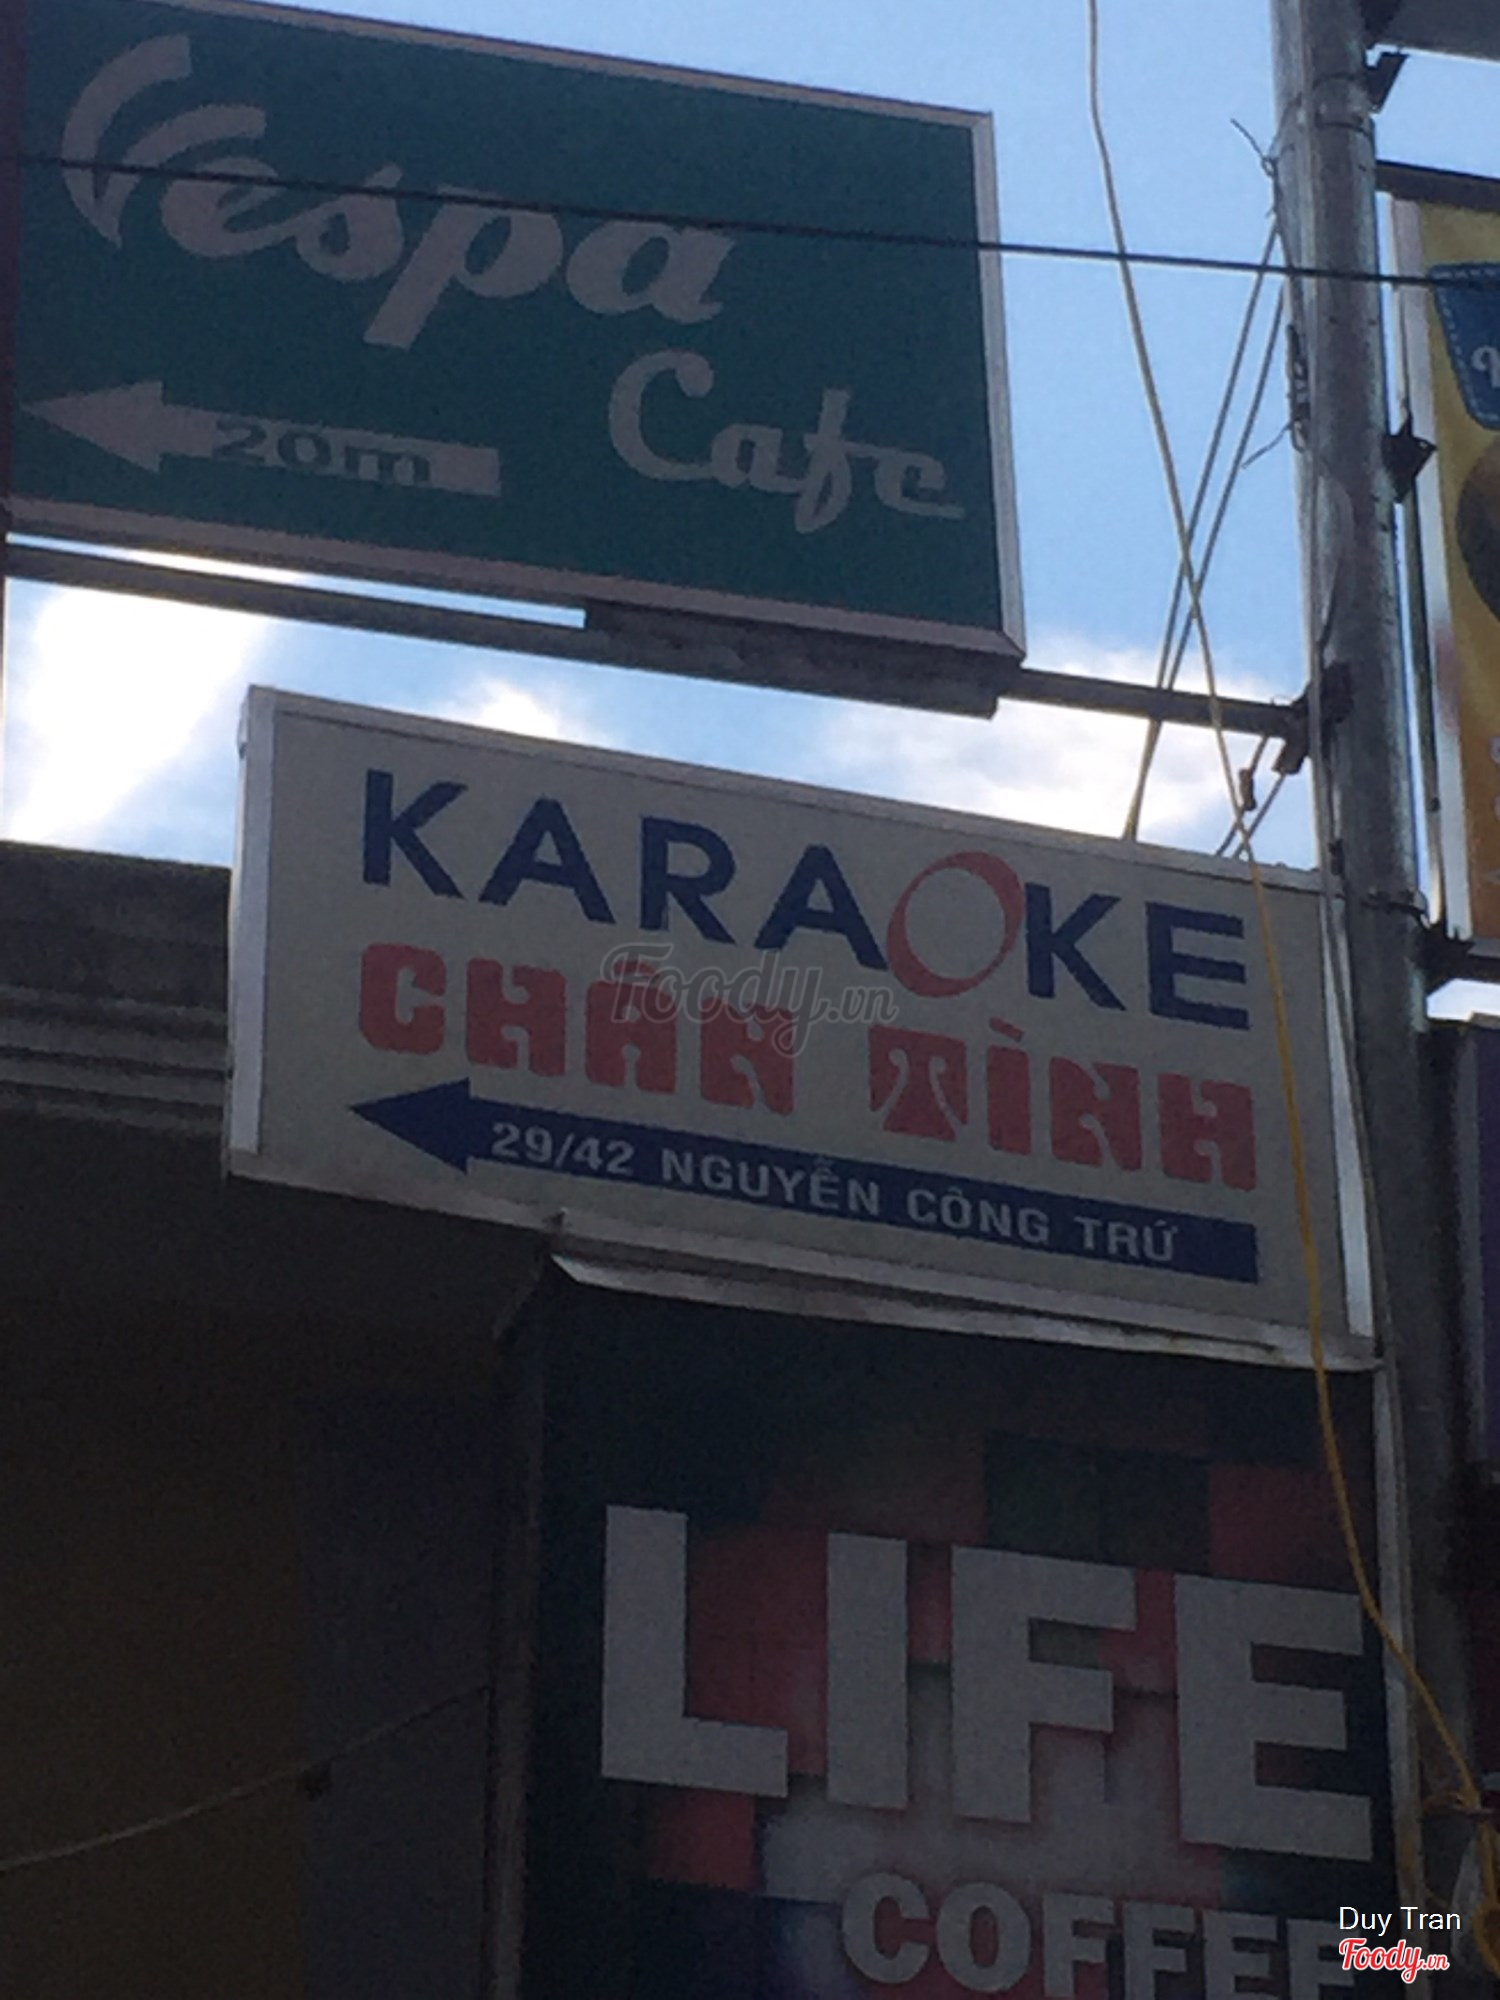 Vespa
Cafe
20m
KARAOKE
CHÂN TÌNH
29/42 NGUYỄN CÔNG TRỨ
LIFE
COFFEE
Foody.vn
Duy Tran
Foody.vn